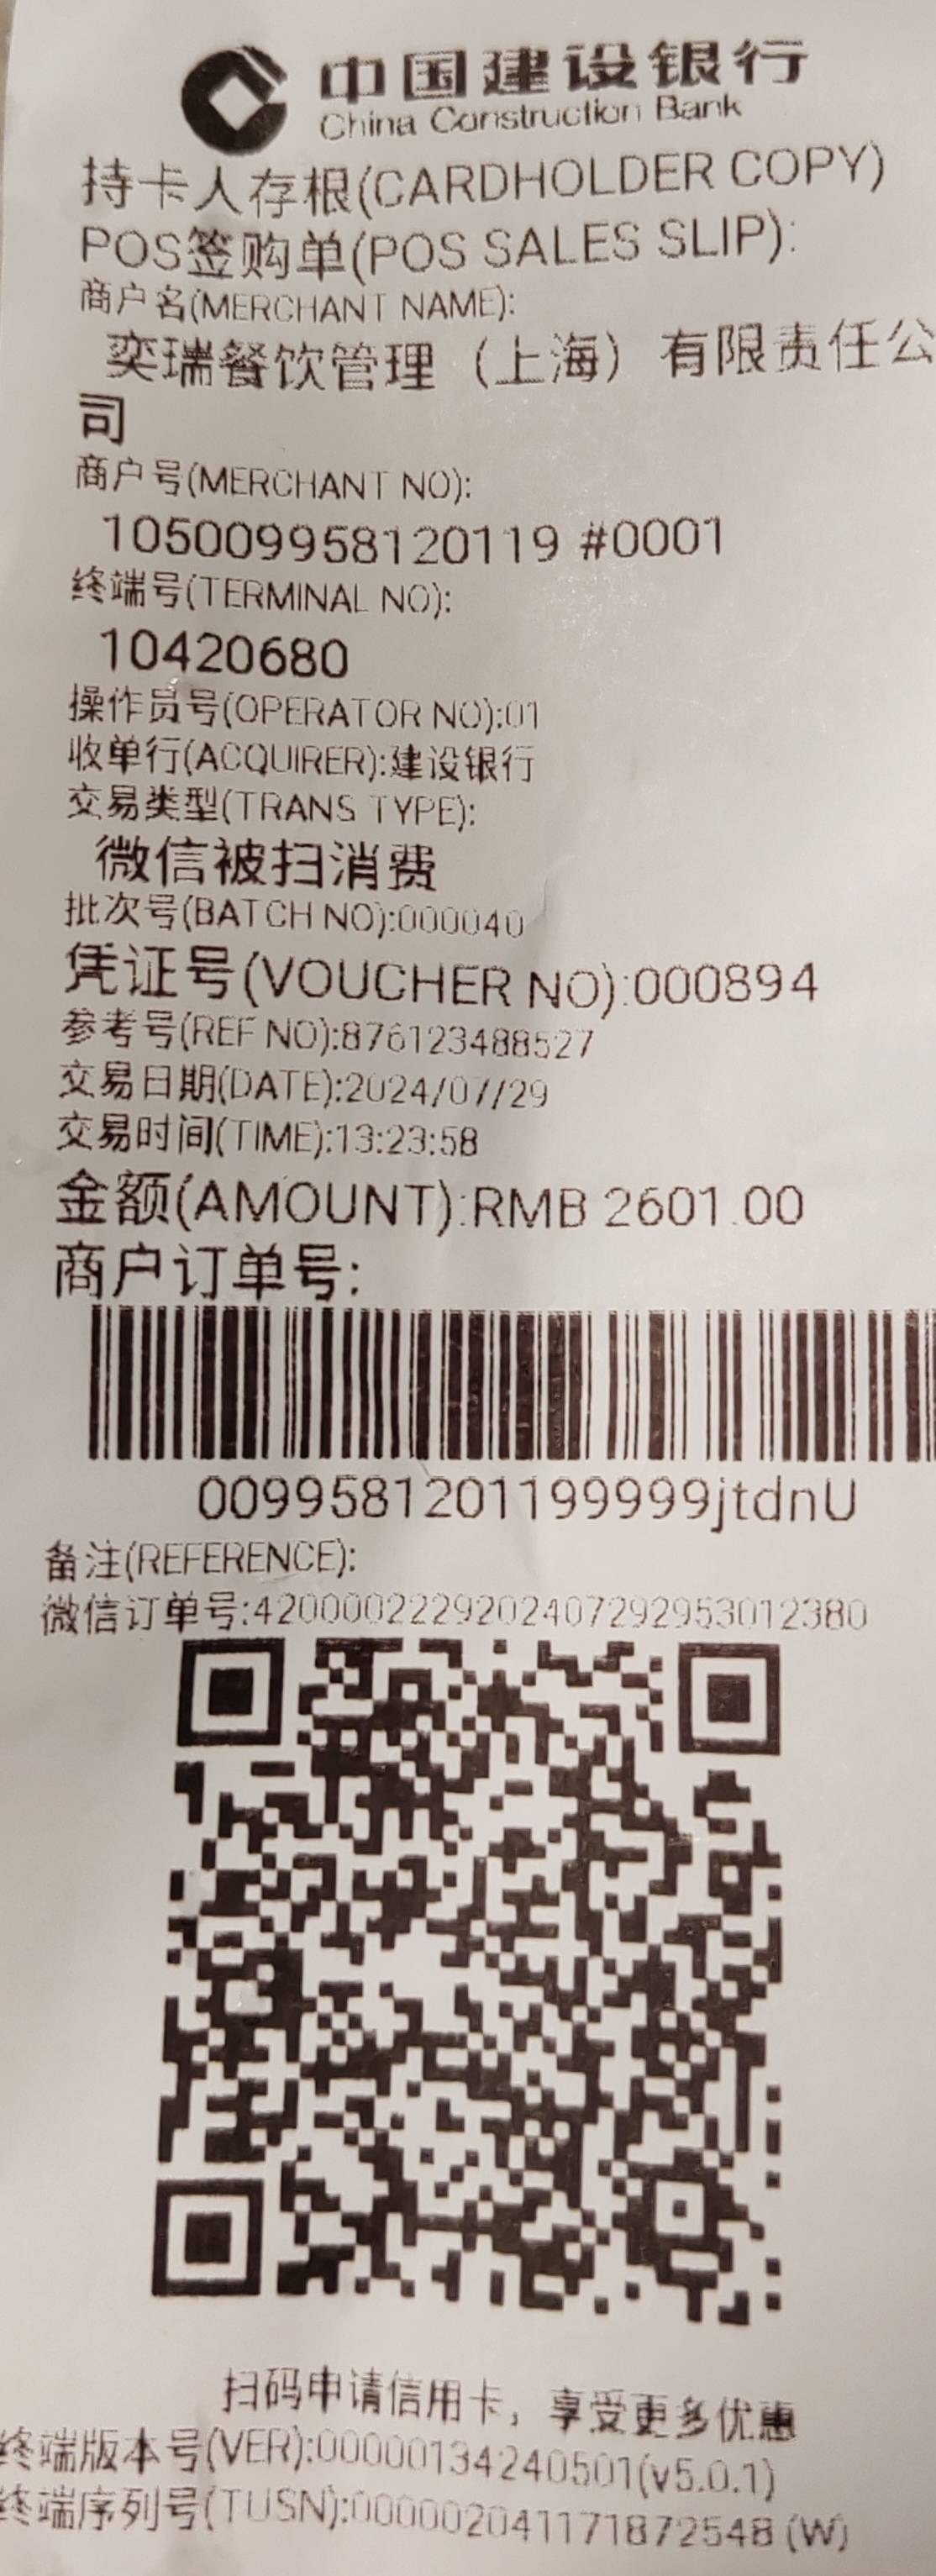 中国建设银行
China Construction Bank
持卡人存根(CARDHOLDER COPY)
POS签购单(POS SALES SLIP):
商户名(MERCHANT NAME):
奕瑞餐饮管理（上海）有限责任公
司
商户号(MERCHANT NO):
105009958120119 #0001
终端号(TERMINAL NO):
10420680
操作员号(OPERATOR NO):01
收单行(ACQUIRER):建设银行
交易类型(TRANS TYPE):
微信被扫消费
批次号(BATCH NO):000040
凭证号(VOUCHER NO):000894
参考号(REF NO):876123488527
交易日期(DATE):2024/07/29
交易时间(TIME):13:23:58
金额(AMOUNT):RMB 2601.00
商户订单号:
0099581201199999jtdnU
备注(REFERENCE):
微信订单号:4200002229202407292953012380
扫码申请信用卡，享受更多优惠
终端版本号(VER):00000134240501(v5.0.1)
终端序列号(TUSN):000002041171872548 (W)